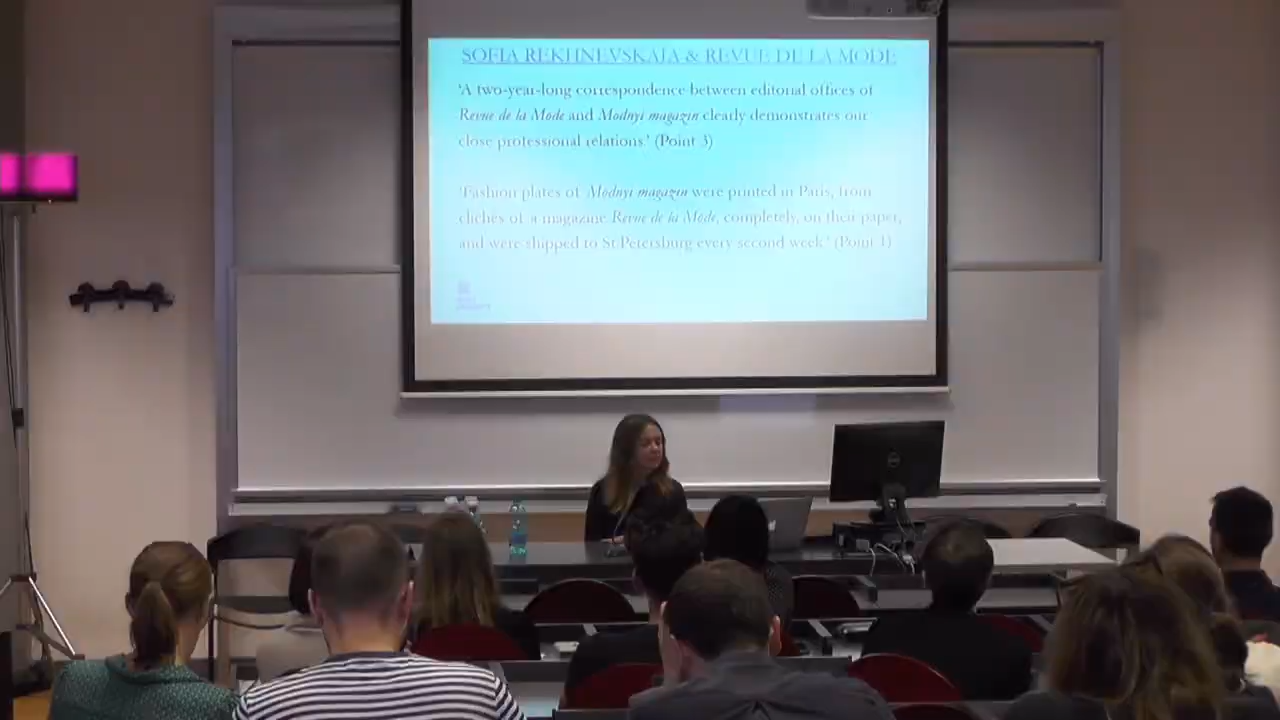 SOFIA REKHNEVSKAJA & REVUE DE LA MODE
‘A two-year-long correspondence between editorial offices of
Revue de la Mode and Modnyi magazin clearly demonstrates our
close professional relations.’ (Point 3)
‘Fashion plates of Modnyi magazin were printed in Paris, from
clichés of a magazine Revue de la Mode, completely, on their paper,
and were shipped to St.Petersburg every second week.’ (Point 1)